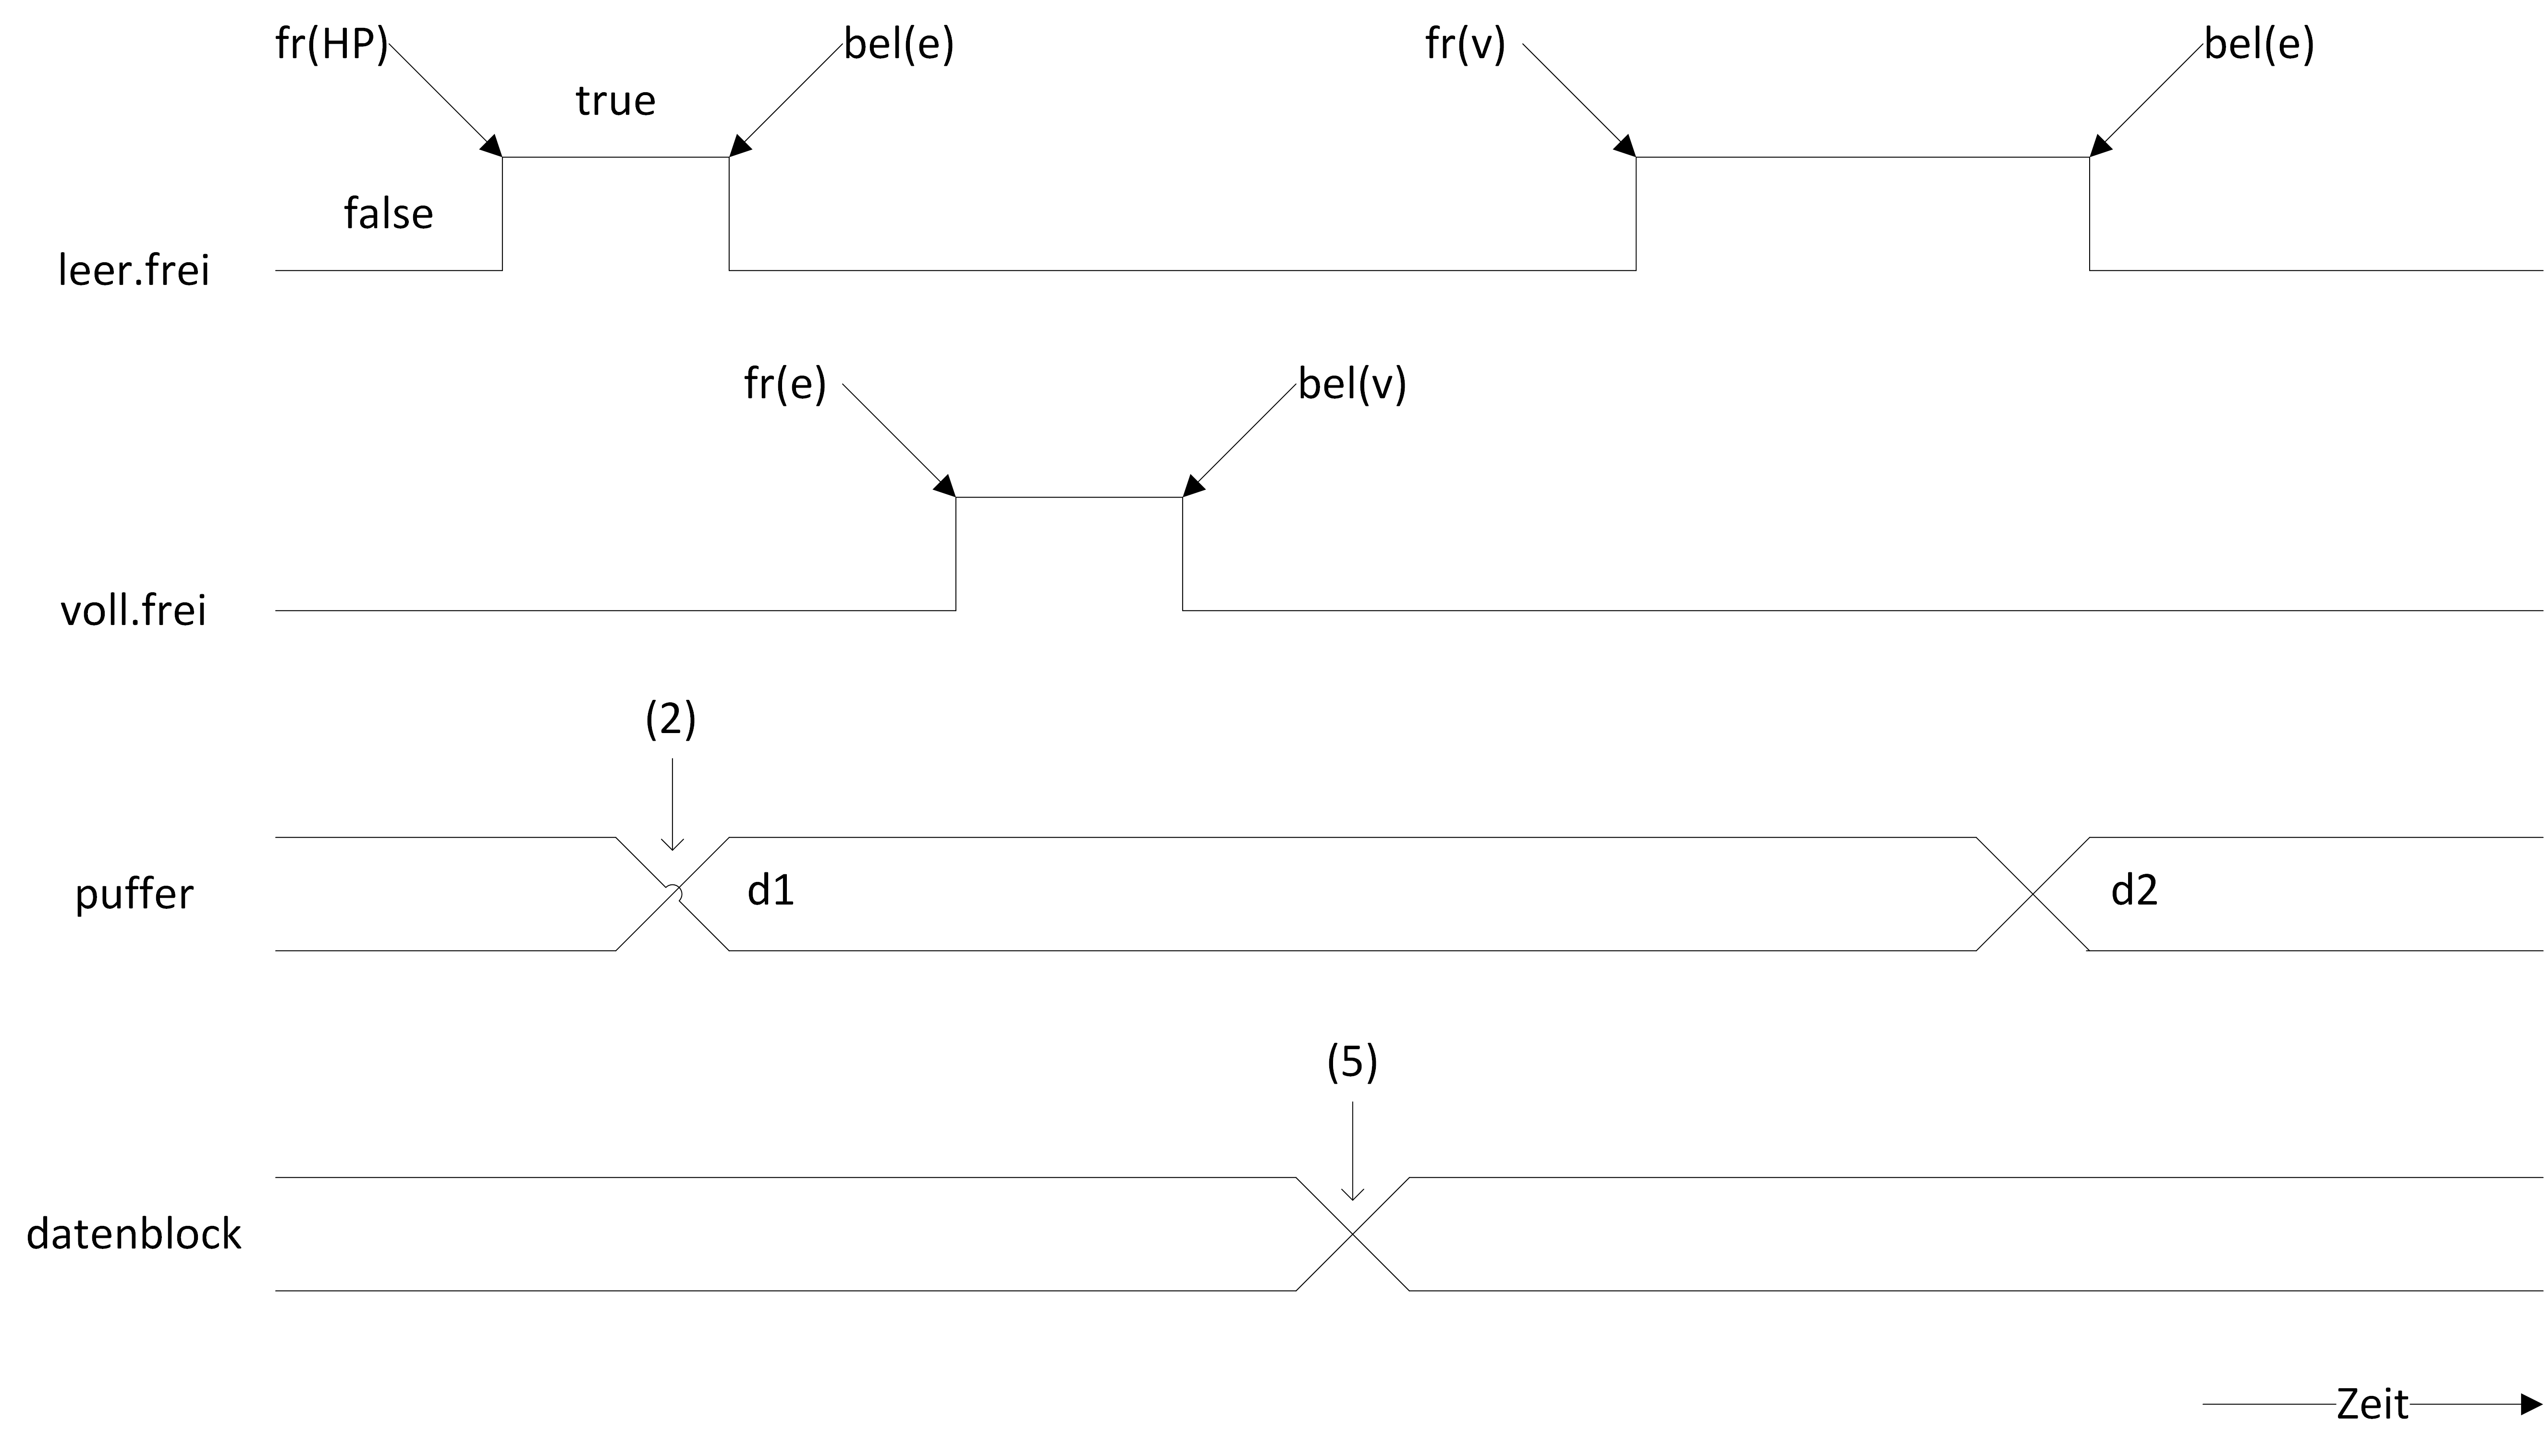 fr(HP)
bel(e)
fr(v)
bel(e)
true
false
leer.frei
fr(e)
bel(v)
voll.frei
(2)
puffer
d1
d2
(5)
datenblock
Zeit